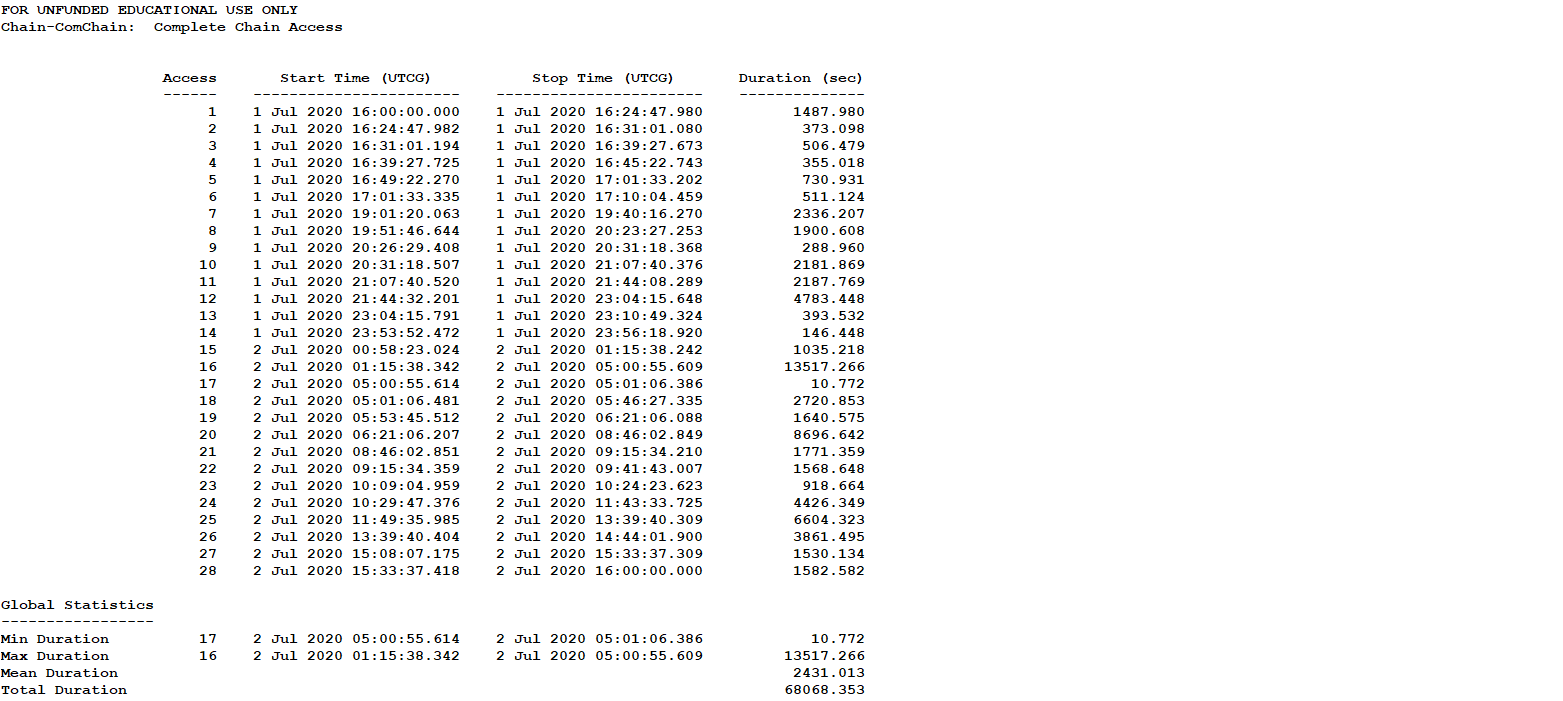 FOR UNFUNDED EDUCATIONAL USE ONLY
Chain-ComChain:  Complete Chain Access
Access    Start Time (UTCG)    Stop Time (UTCG)    Duration (sec)
------    -----------------------    -----------------------    --------------
1    1 Jul 2020 16:00:00.000    1 Jul 2020 16:24:47.980    1487.980
2    1 Jul 2020 16:24:47.982    1 Jul 2020 16:31:01.080    373.098
3    1 Jul 2020 16:31:01.194    1 Jul 2020 16:39:27.673    506.479
4    1 Jul 2020 16:39:27.725    1 Jul 2020 16:45:22.743    355.018
5    1 Jul 2020 16:49:22.270    1 Jul 2020 17:01:33.202    730.931
6    1 Jul 2020 17:01:33.335    1 Jul 2020 17:10:04.459    511.124
7    1 Jul 2020 19:01:20.063    1 Jul 2020 19:40:16.270    2336.207
8    1 Jul 2020 19:51:46.644    1 Jul 2020 20:23:27.253    1900.608
9    1 Jul 2020 20:26:29.408    1 Jul 2020 20:31:18.368    288.960
10    1 Jul 2020 20:31:18.507    1 Jul 2020 21:07:40.376    2181.869
11    1 Jul 2020 21:07:40.520    1 Jul 2020 21:44:08.289    2187.769
12    1 Jul 2020 21:44:32.201    1 Jul 2020 23:04:15.648    4783.448
13    1 Jul 2020 23:04:15.791    1 Jul 2020 23:10:49.324    393.532
14    1 Jul 2020 23:53:52.472    1 Jul 2020 23:56:18.920    146.448
15    2 Jul 2020 00:58:23.024    2 Jul 2020 01:15:38.242    1035.218
16    2 Jul 2020 01:15:38.342    2 Jul 2020 05:00:55.609    13517.266
17    2 Jul 2020 05:00:55.614    2 Jul 2020 05:01:06.386    10.772
18    2 Jul 2020 05:01:06.481    2 Jul 2020 05:46:27.335    2720.853
19    2 Jul 2020 05:53:45.512    2 Jul 2020 06:21:06.088    1640.575
20    2 Jul 2020 06:21:06.207    2 Jul 2020 08:46:02.849    8696.642
21    2 Jul 2020 08:46:02.851    2 Jul 2020 09:15:34.210    1771.359
22    2 Jul 2020 09:15:34.359    2 Jul 2020 09:41:43.007    1568.648
23    2 Jul 2020 10:09:04.959    2 Jul 2020 10:24:23.623    918.664
24    2 Jul 2020 10:29:47.376    2 Jul 2020 11:43:33.725    4426.349
25    2 Jul 2020 11:49:35.985    2 Jul 2020 13:39:40.309    6604.323
26    2 Jul 2020 13:39:40.404    2 Jul 2020 14:44:01.900    3861.495
27    2 Jul 2020 15:08:07.175    2 Jul 2020 15:33:37.309    1530.134
28    2 Jul 2020 15:33:37.418    2 Jul 2020 16:00:00.000    1582.582
Global Statistics
-----------------
Min Duration    17    2 Jul 2020 05:00:55.614    2 Jul 2020 05:01:06.386    10.772
Max Duration    16    2 Jul 2020 01:15:38.342    2 Jul 2020 05:00:55.609    13517.266
Mean Duration    2431.013
Total Duration    68068.353